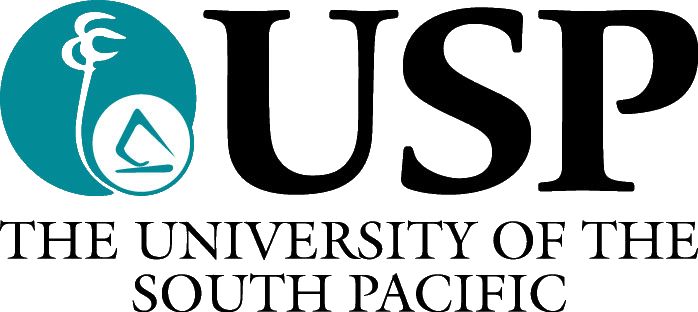 USP
THE UNIVERSITY OF THE
SOUTH PACIFIC